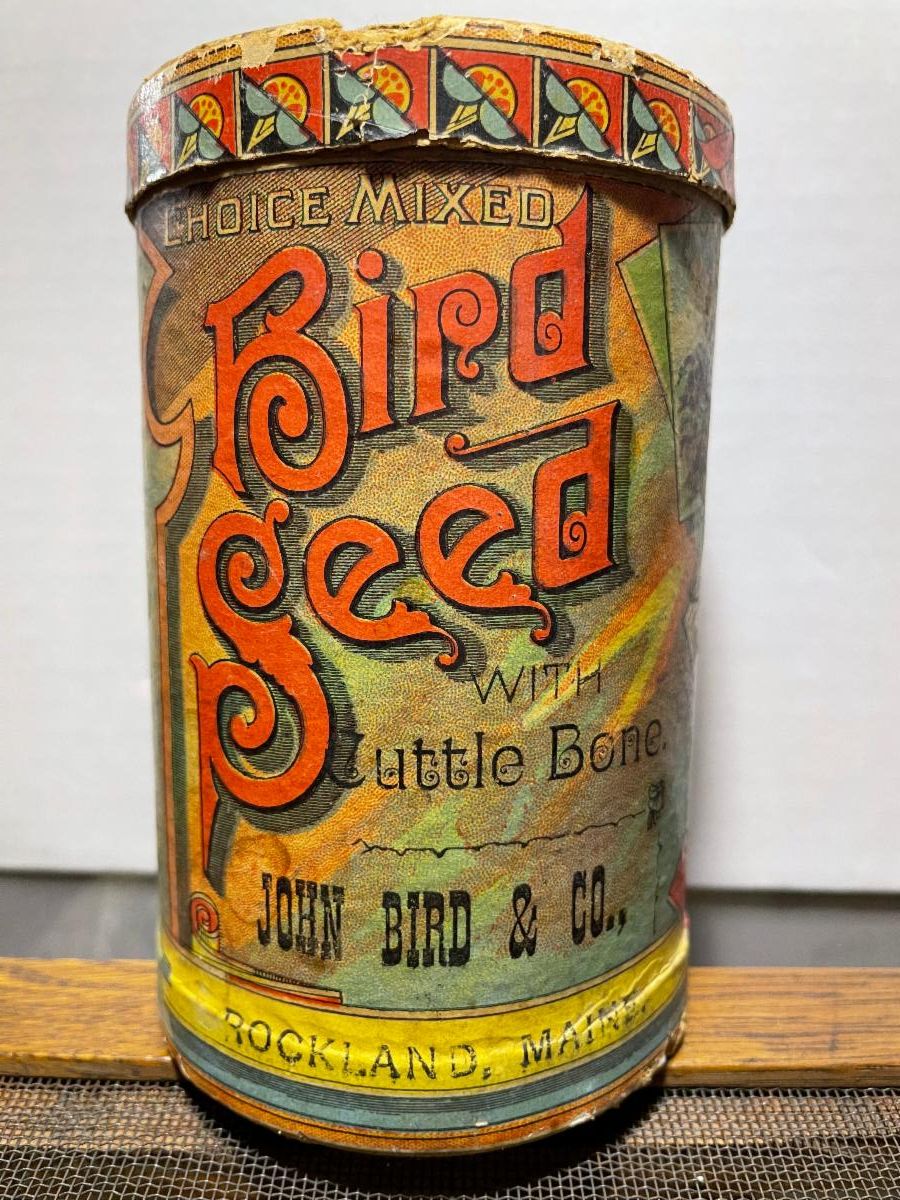 CHOICE MIXED
Bird
Seed
WITH
Cuttle Bone.
JOHN BIRD & CO.,
ROCKLAND, MAINE.